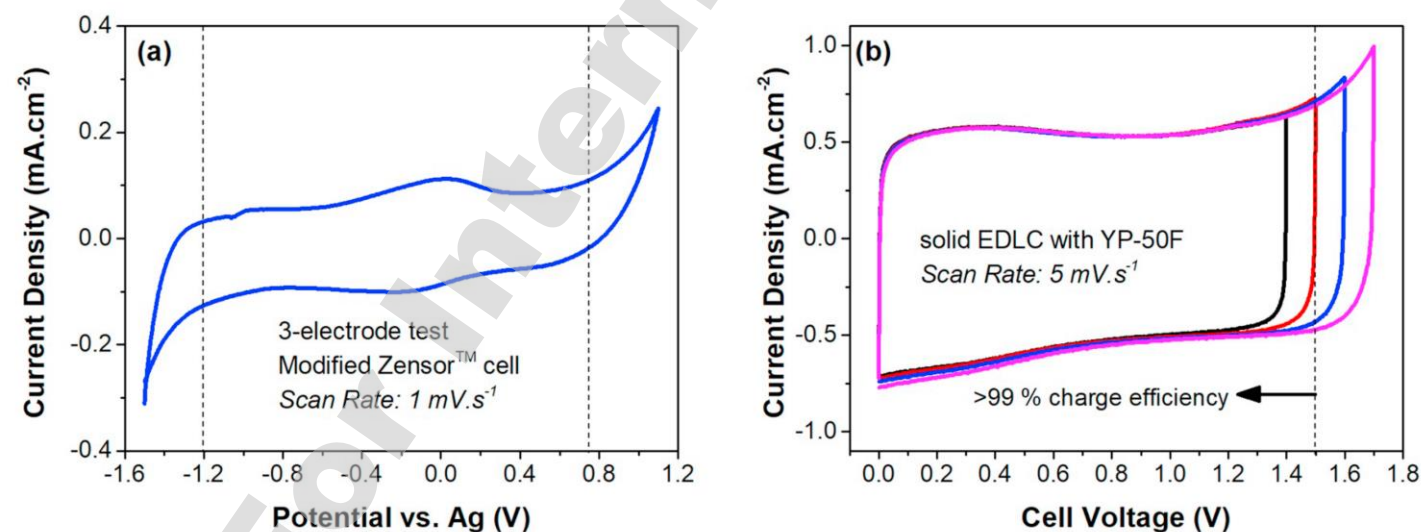 (a)
0.4
0.2
0.0
-0.2
-0.4
Current Density (mA.cm-2)
3-electrode test
Modified Zensor™ cell
Scan Rate: 1 mV.s-1
-1.6 -1.2 -0.8 -0.4 0.0 0.4 0.8 1.2
Potential vs. Ag (V)
(b)
1.0
0.5
0.0
-0.5
-1.0
Current Density (mA.cm-2)
solid EDLC with YP-50F
Scan Rate: 5 mV.s-1
>99 % charge efficiency
0.0 0.2 0.4 0.6 0.8 1.0 1.2 1.4 1.6 1.8
Cell Voltage (V)
For Intern